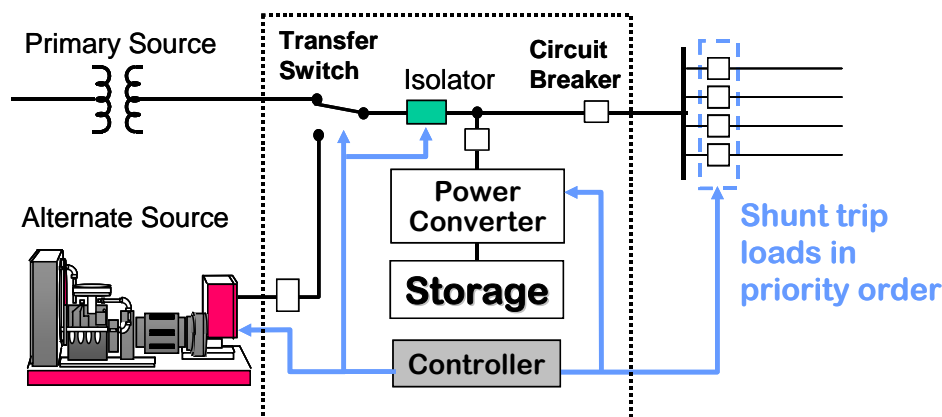 Primary Source
Transfer
Switch
Isolator
Circuit
Breaker
Alternate Source
Power
Converter
Storage
Controller
Shunt trip
loads in
priority order